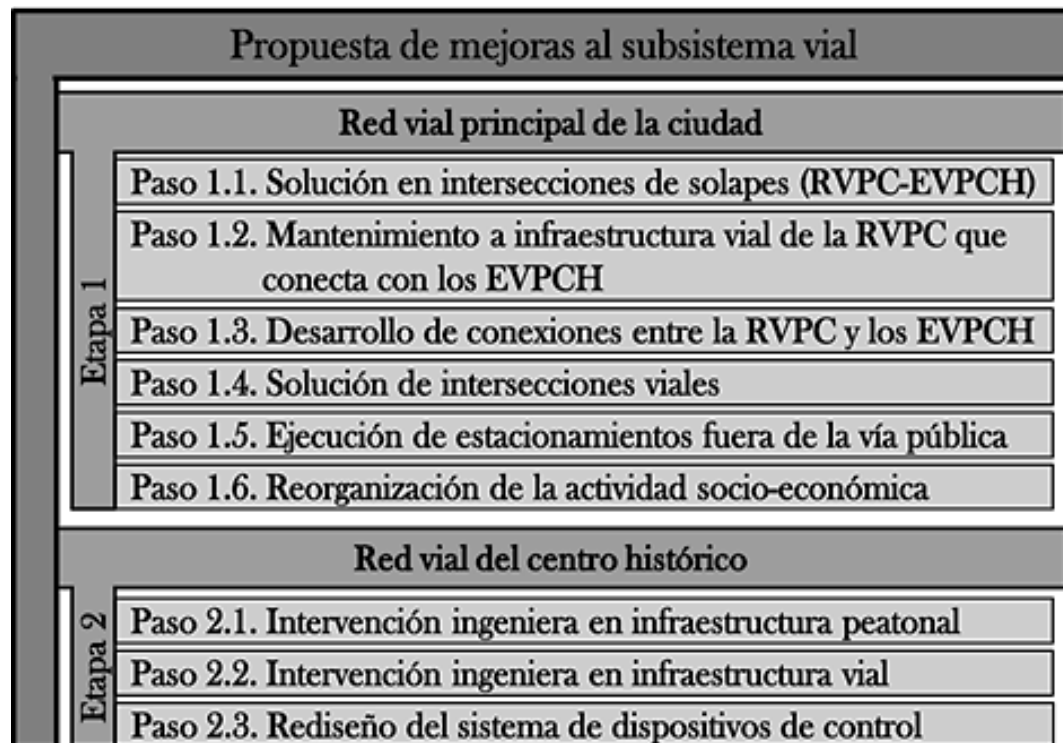 Propuesta de mejoras al subsistema vial
Red vial principal de la ciudad
Etapa 1
Paso 1.1. Solución en intersecciones de solapes (RVPC-EVPCH)
Paso 1.2. Mantenimiento a infraestructura vial de la RVPC que
conecta con los EVPCH
Paso 1.3. Desarrollo de conexiones entre la RVPC y los EVPCH
Paso 1.4. Solución de intersecciones viales
Paso 1.5. Ejecución de estacionamientos fuera de la vía pública
Paso 1.6. Reorganización de la actividad socio-económica
Red vial del centro histórico
Etapa 2
Paso 2.1. Intervención ingeniera en infraestructura peatonal
Paso 2.2. Intervención ingeniera en infraestructura vial
Paso 2.3. Rediseño del sistema de dispositivos de control